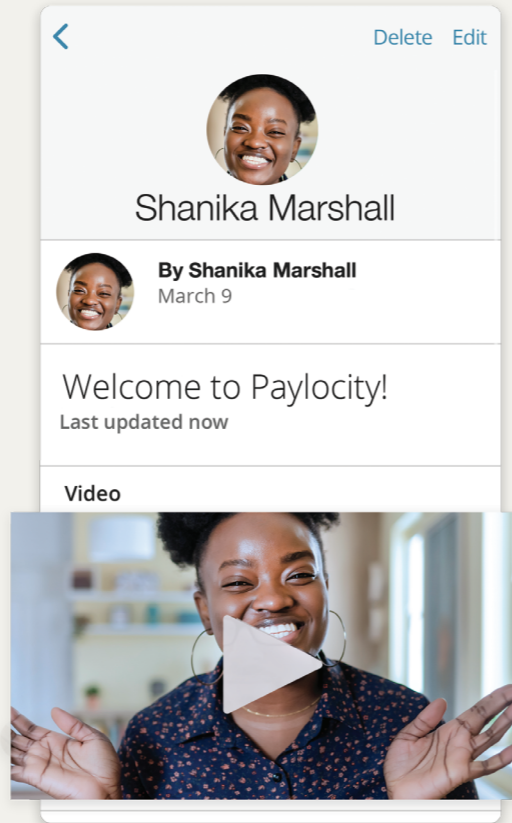 Delete Edit
Shanika Marshall
By Shanika Marshall
March 9
Welcome to Paylocity!
Last updated now
Video